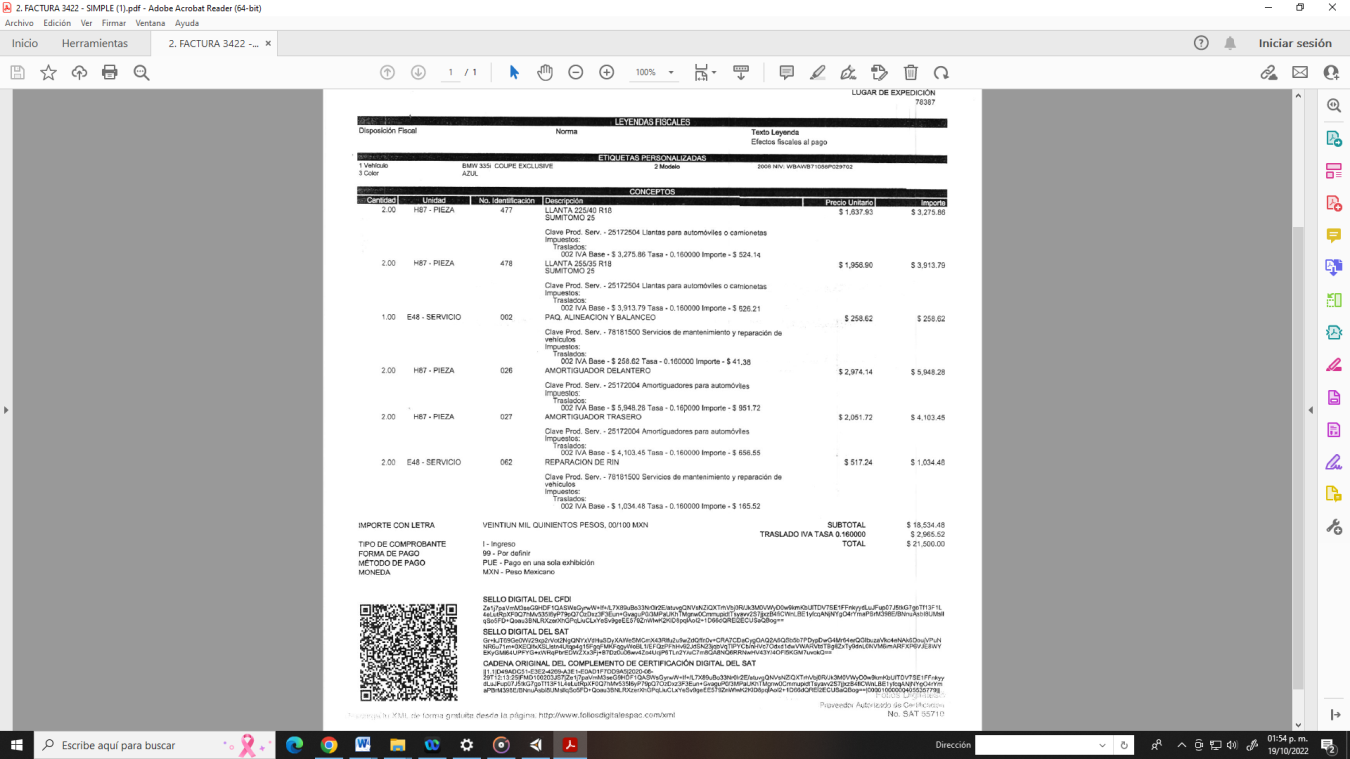 2. FACTURA 3422 - SIMPLE (1).pdf - Adobe Acrobat Reader (64-bit)
Archivo Edición Ver Firmar Ventana Ayuda
Inicio Herramientas 2. FACTURA 3422 -... × Iniciar sesión
1 / 1 100%
LUGAR DE EXPEDICIÓN
78387
LEYENDAS FISCALES
Disposición Fiscal Norma Texto Leyenda
Efectos fiscales al pago
ETIQUETAS PERSONALIZADAS
1 Vehículo BMW 335i COUPE EXCLUSIVE 2 Modelo 2008 NIV:
3 Color AZUL
CONCEPTOS
Cantidad Unidad No. Identificación Descripción Precio Unitario Importe
2.00 H87 - PIEZA 477 LLANTA 225/40 R18 $ 1,637.93 $ 3,275.86
SUMITOMO 25
Clave Prod. Serv. - 25172504 Llantas para automóviles o camionetas
Impuestos:
Traslados:
002 IVA Base - $ 3,275.86 Tasa - 0.160000 Importe - $ 524.14
2.00 H87 - PIEZA 478 LLANTA 255/35 R18 $ 1,956.90 $ 3,913.79
SUMITOMO 25
Clave Prod. Serv. - 25172504 Llantas para automóviles o camionetas
Impuestos:
Traslados:
002 IVA Base - $ 3,913.79 Tasa - 0.160000 Importe - $ 626.21
1.00 E48 - SERVICIO 002 PAQ. ALINEACION Y BALANCEO $ 258.62 $ 258.62
Clave Prod. Serv. - 78181500 Servicios de mantenimiento y reparación de
vehículos
Impuestos:
Traslados:
002 IVA Base - $ 258.62 Tasa - 0.160000 Importe - $ 41.38
2.00 H87 - PIEZA 026 AMORTIGUADOR DELANTERO $ 2,974.14 $ 5,948.28
Clave Prod. Serv. - 25172004 Amortiguadores para automóviles
Impuestos:
Traslados:
002 IVA Base - $ 5,948.28 Tasa - 0.160000 Importe - $ 951.72
2.00 H87 - PIEZA 027 AMORTIGUADOR TRASERO $ 2,051.72 $ 4,103.45
Clave Prod. Serv. - 25172004 Amortiguadores para automóviles
Impuestos:
Traslados:
002 IVA Base - $ 4,103.45 Tasa - 0.160000 Importe - $ 656.55
2.00 E48 - SERVICIO 062 REPARACION DE RIN $ 517.24 $ 1,034.48
Clave Prod. Serv. - 78181500 Servicios de mantenimiento y reparación de
vehículos
Impuestos:
Traslados:
002 IVA Base - $ 1,034.48 Tasa - 0.160000 Importe - $ 165.52
IMPORTE CON LETRA VEINTIUN MIL QUINIENTOS PESOS, 00/100 MXN SUBTOTAL $ 18,534.48
TRASLADO IVA TASA 0.160000 $ 2,965.52
TIPO DE COMPROBANTE I - Ingreso TOTAL $ 21,500.00
FORMA DE PAGO 99 - Por definir
MÉTODO DE PAGO PUE - Pago en una sola exhibición
MONEDA MXN - Peso Mexicano
SELLO DIGITAL DEL CFDI
SELLO DIGITAL DEL SAT
CADENA ORIGINAL DEL COMPLEMENTO DE CERTIFICACIÓN DIGITAL DEL SAT
Folios Digitales
Proveedor Autorizado de Certificación
XML de forma gratuita desde la página, http://www.foliosdigitalespac.com/xml No. SAT 55710
Escribe aquí para buscar Dirección 01:54 p. m.
19/10/2022
2